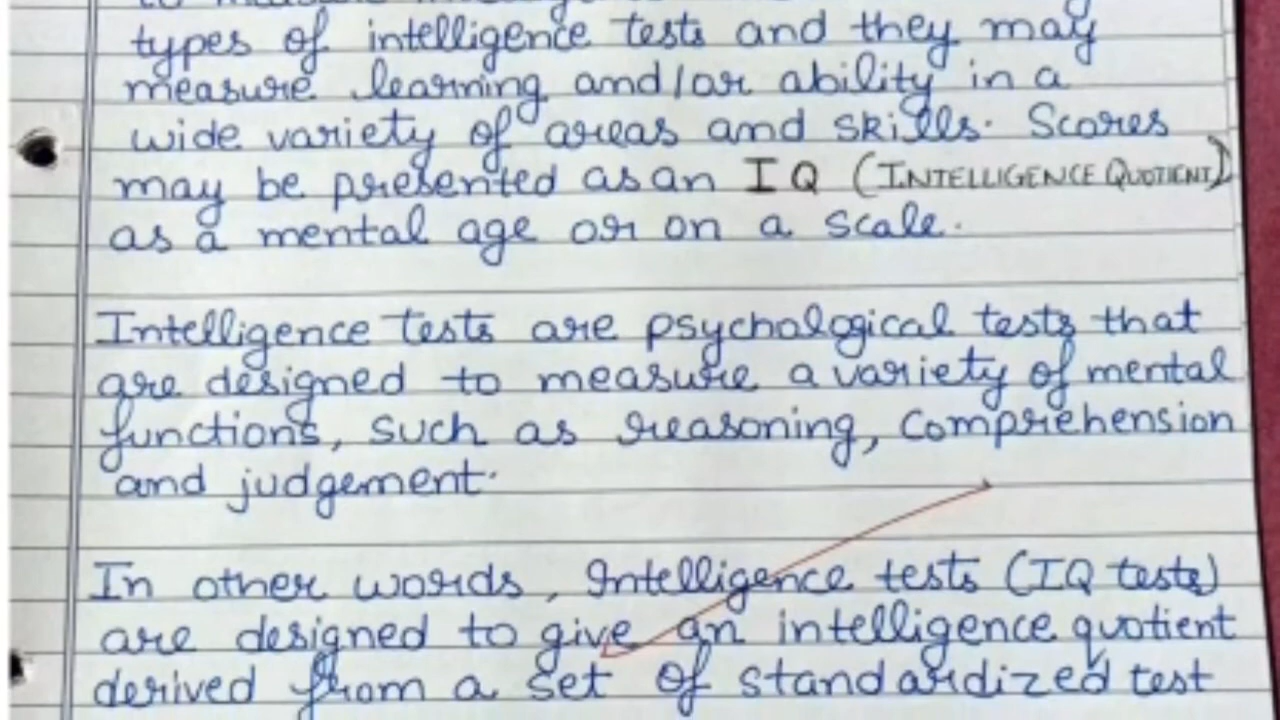 types of intelligence tests and they may
measure learning and/or ability in a
wide variety of areas and skills. Scores
may be presented as an IQ (INTELLIGENCE QUOTIENT)
as a mental age or on a scale.
Intelligence tests are psychological tests that
are designed to measure a variety of mental
functions, such as reasoning, comprehension
and judgement.
In other words, Intelligence tests (IQ tests)
are designed to give an intelligence quotient
derived from a set of standardized test